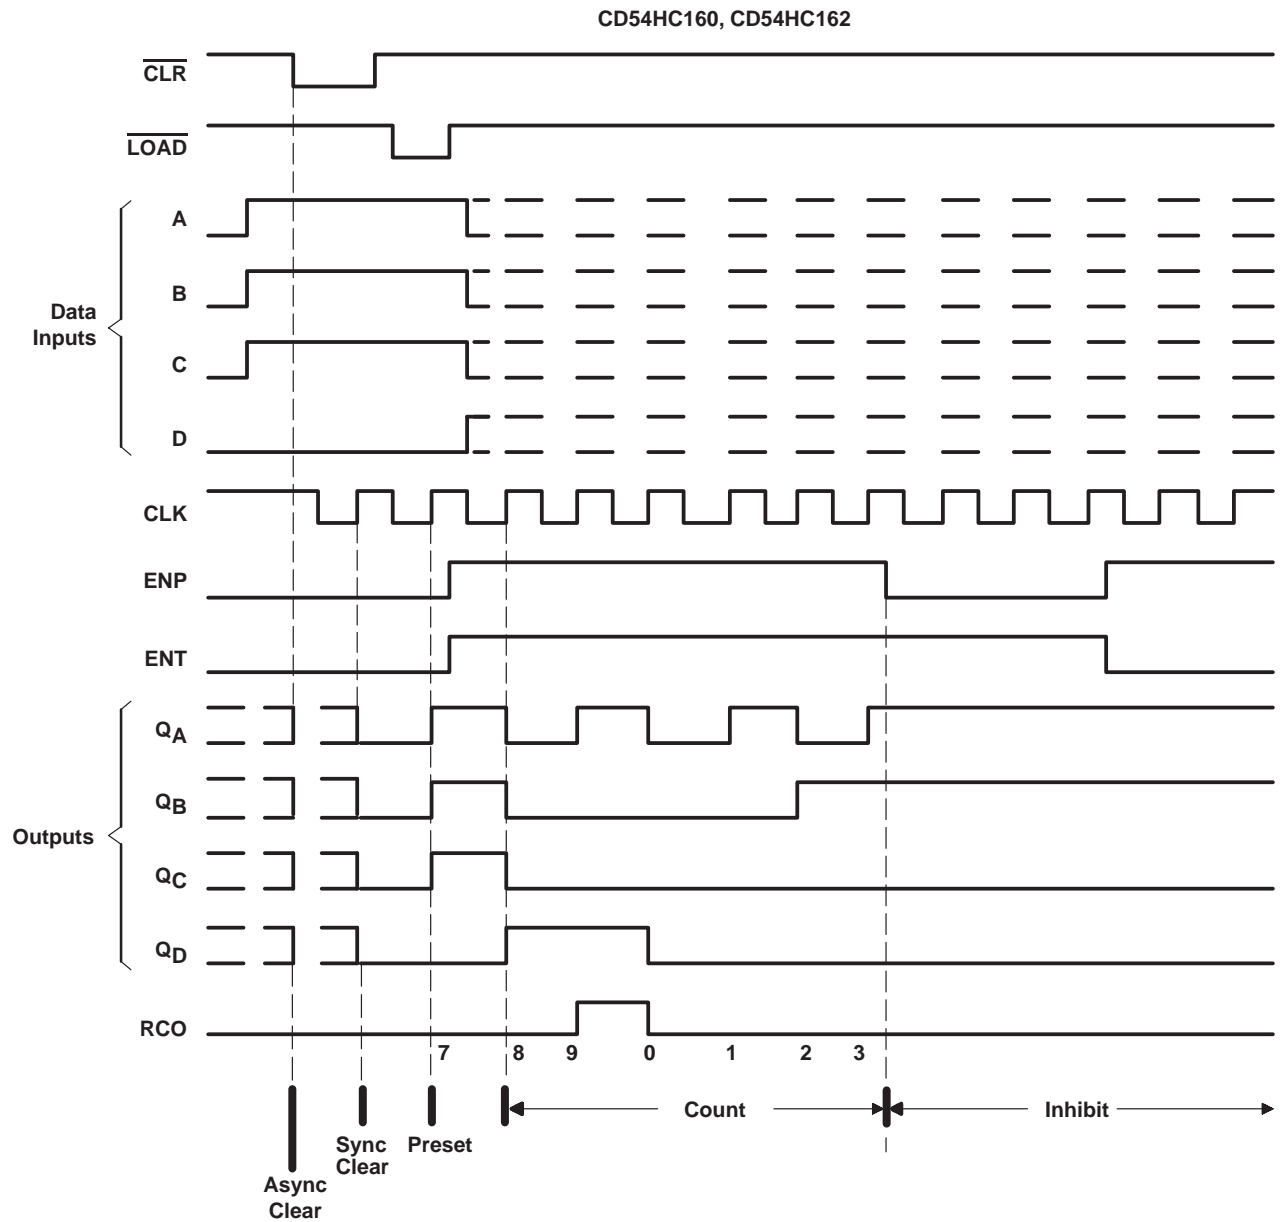 CD54HC160, CD54HC162
CLR
LOAD
A
B
Data
Inputs
C
D
CLK
ENP
ENT
QA
QB
Outputs
QC
QD
RCO
7 8 9 0 1 2 3
Count
Inhibit
Sync
Clear
Preset
Async
Clear